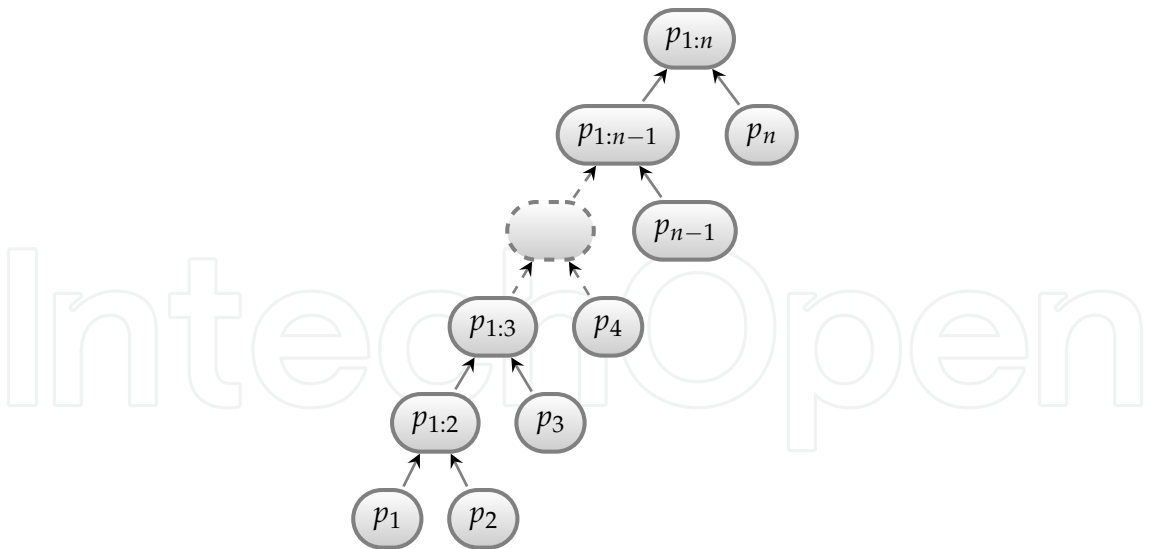 p1:n
p1:n−1 pn
pn−1
p1:3 p4
p1:2 p3
p1 p2
IntechOpen